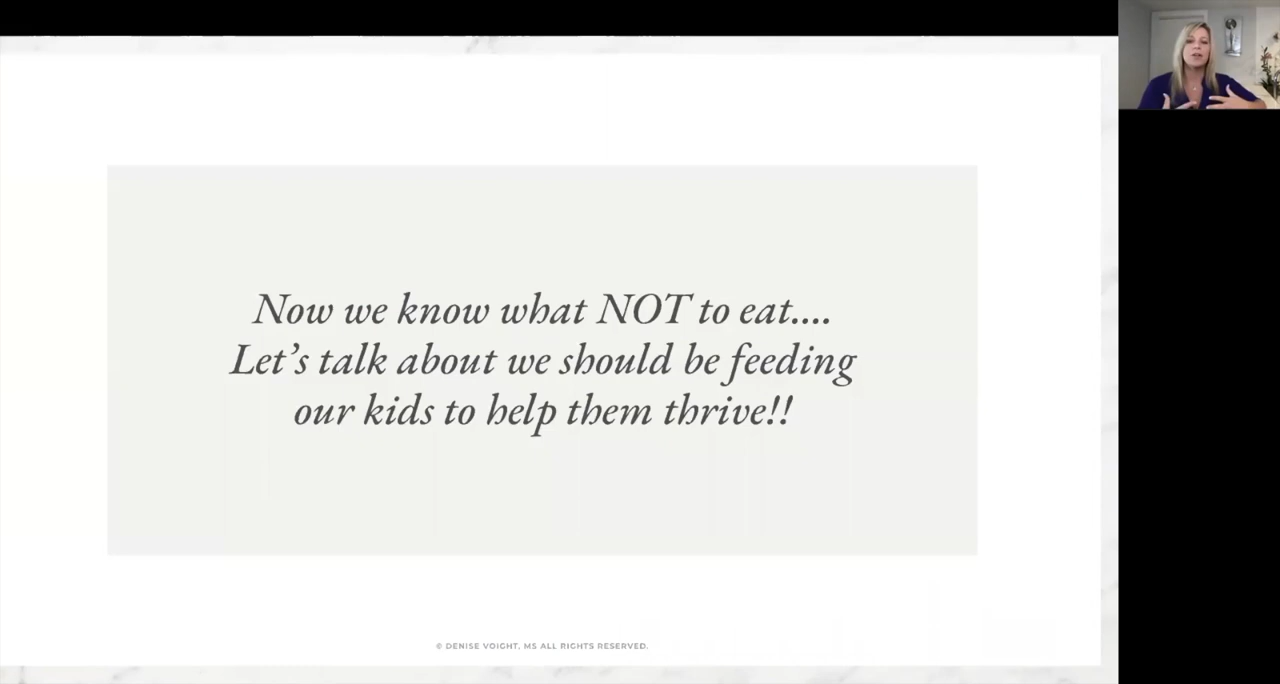 Now we know what NOT to eat....
Let’s talk about we should be feeding
our kids to help them thrive!!
© DENISE VOIGHT, MS ALL RIGHTS RESERVED.